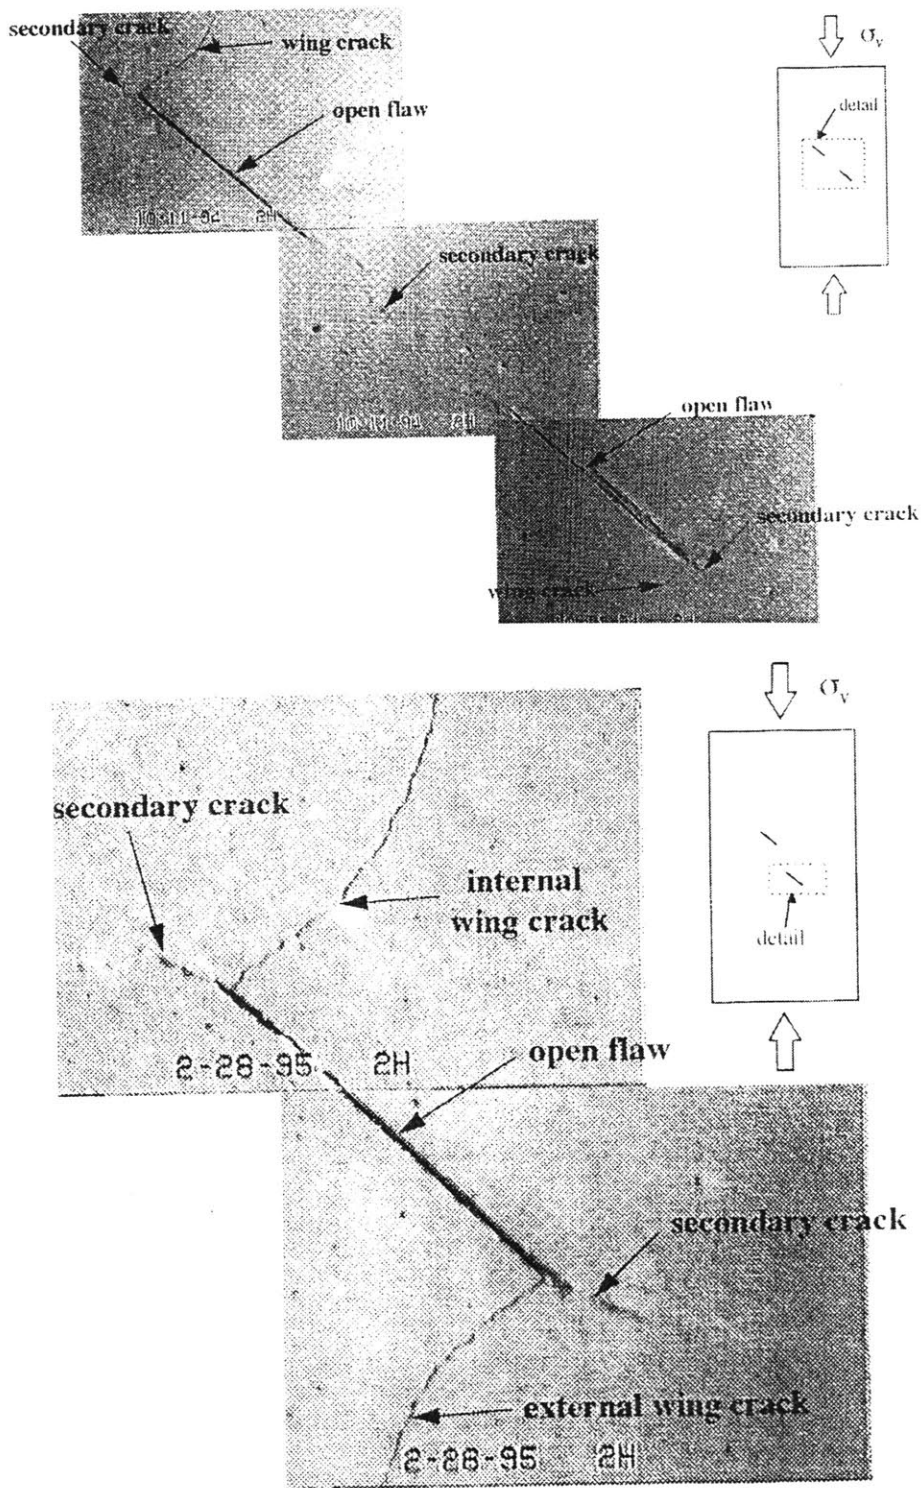 secondary crack
wing crack
open flaw
σv
detail
secondary crack
open flaw
secondary crack
wing crack
σv
secondary crack
internal
wing crack
detail
2-28-95 2H
open flaw
secondary crack
external wing crack
2-28-95 2H